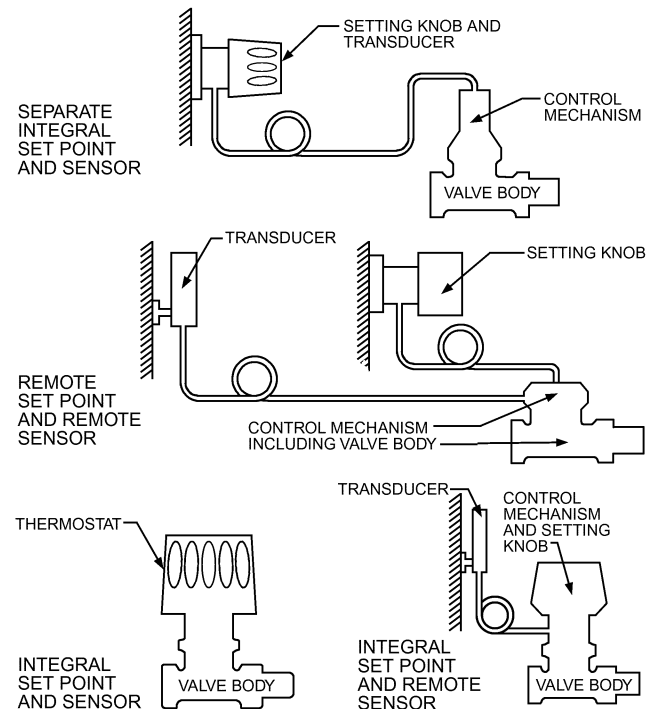 SETTING KNOB AND
TRANSDUCER
SEPARATE
INTEGRAL
SET POINT
AND SENSOR
CONTROL
MECHANISM
VALVE BODY
TRANSDUCER
SETTING KNOB
REMOTE
SET POINT
AND REMOTE
SENSOR
CONTROL MECHANISM
INCLUDING VALVE BODY
THERMOSTAT
INTEGRAL
SET POINT
AND SENSOR
VALVE BODY
TRANSDUCER
CONTROL
MECHANISM
AND SETTING
KNOB
INTEGRAL
SET POINT
AND REMOTE
SENSOR
VALVE BODY